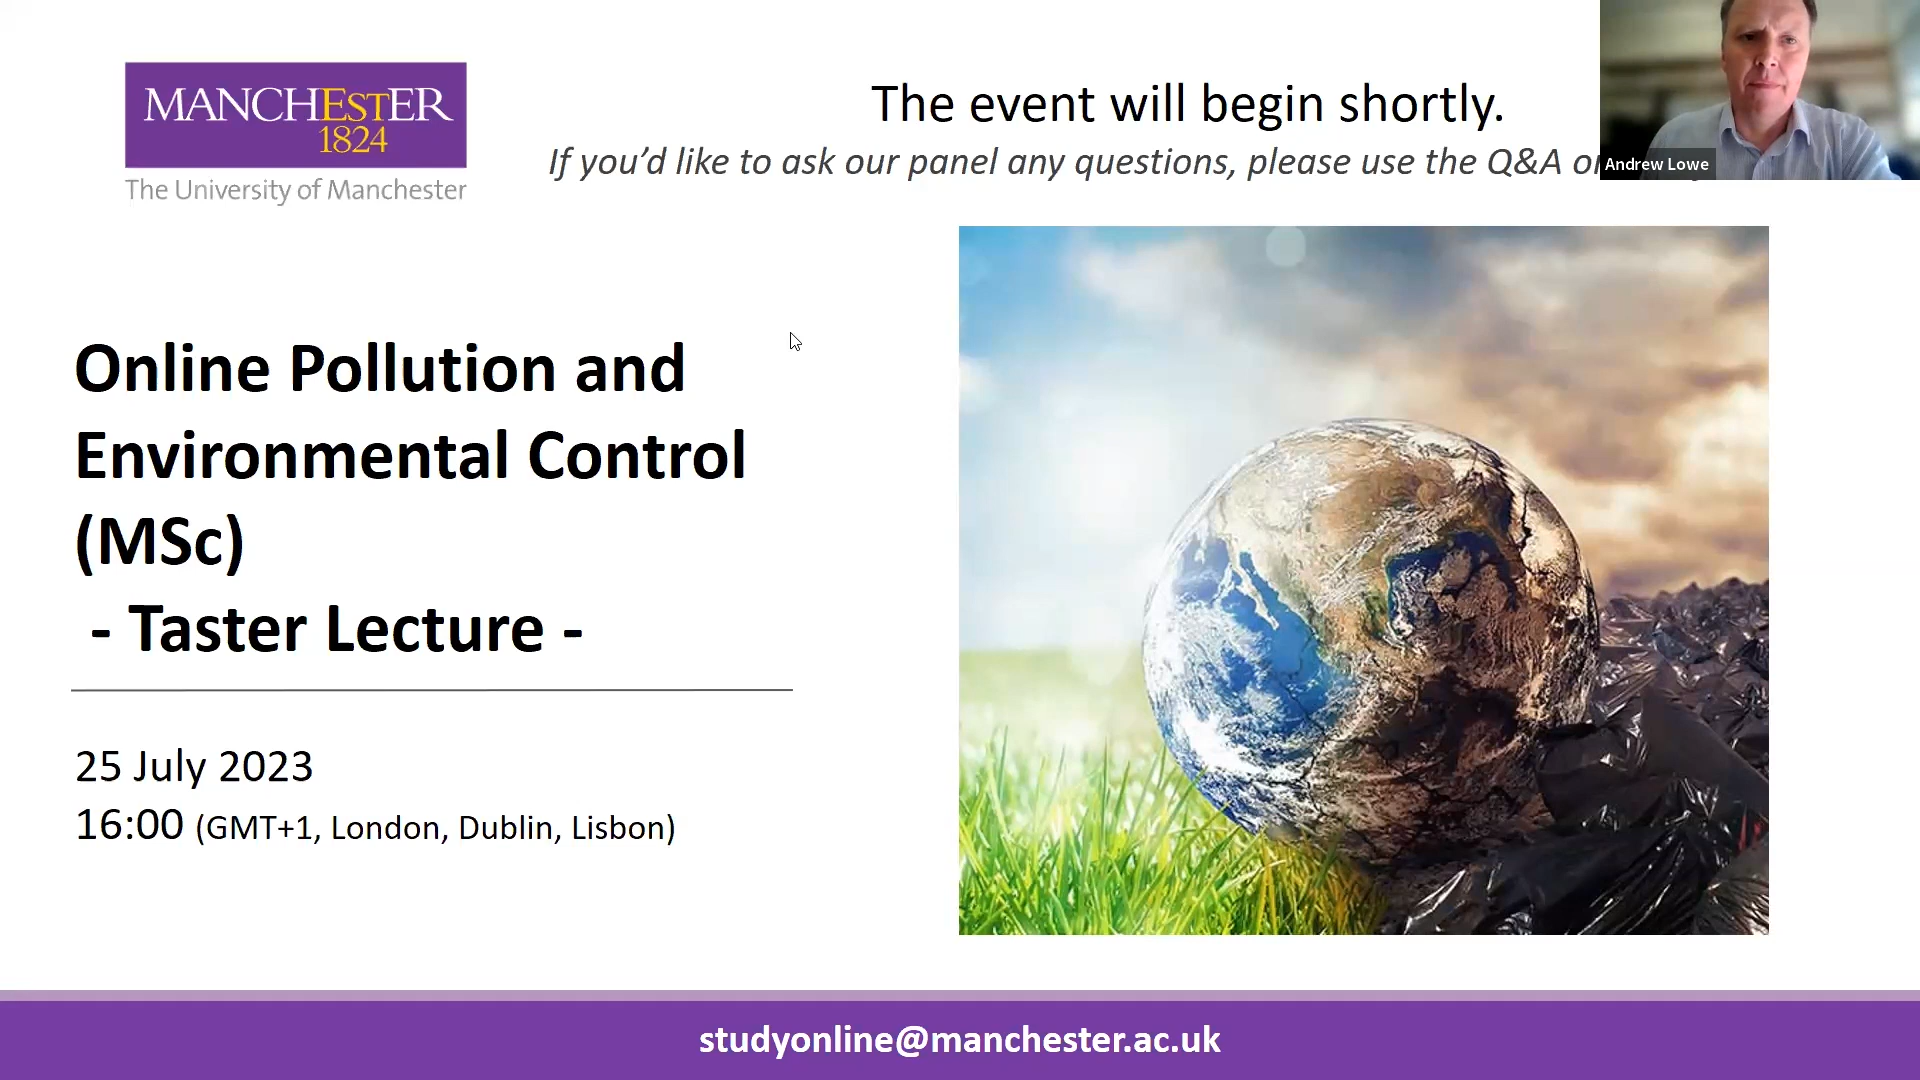 MANCHESTER
1824
The University of Manchester
The event will begin shortly.
If you’d like to ask our panel any questions, please use the Q&A
Andrew Lowe
Online Pollution and
Environmental Control
(MSc)
- Taster Lecture -
25 July 2023
16:00 (GMT+1, London, Dublin, Lisbon)
studyonline@manchester.ac.uk